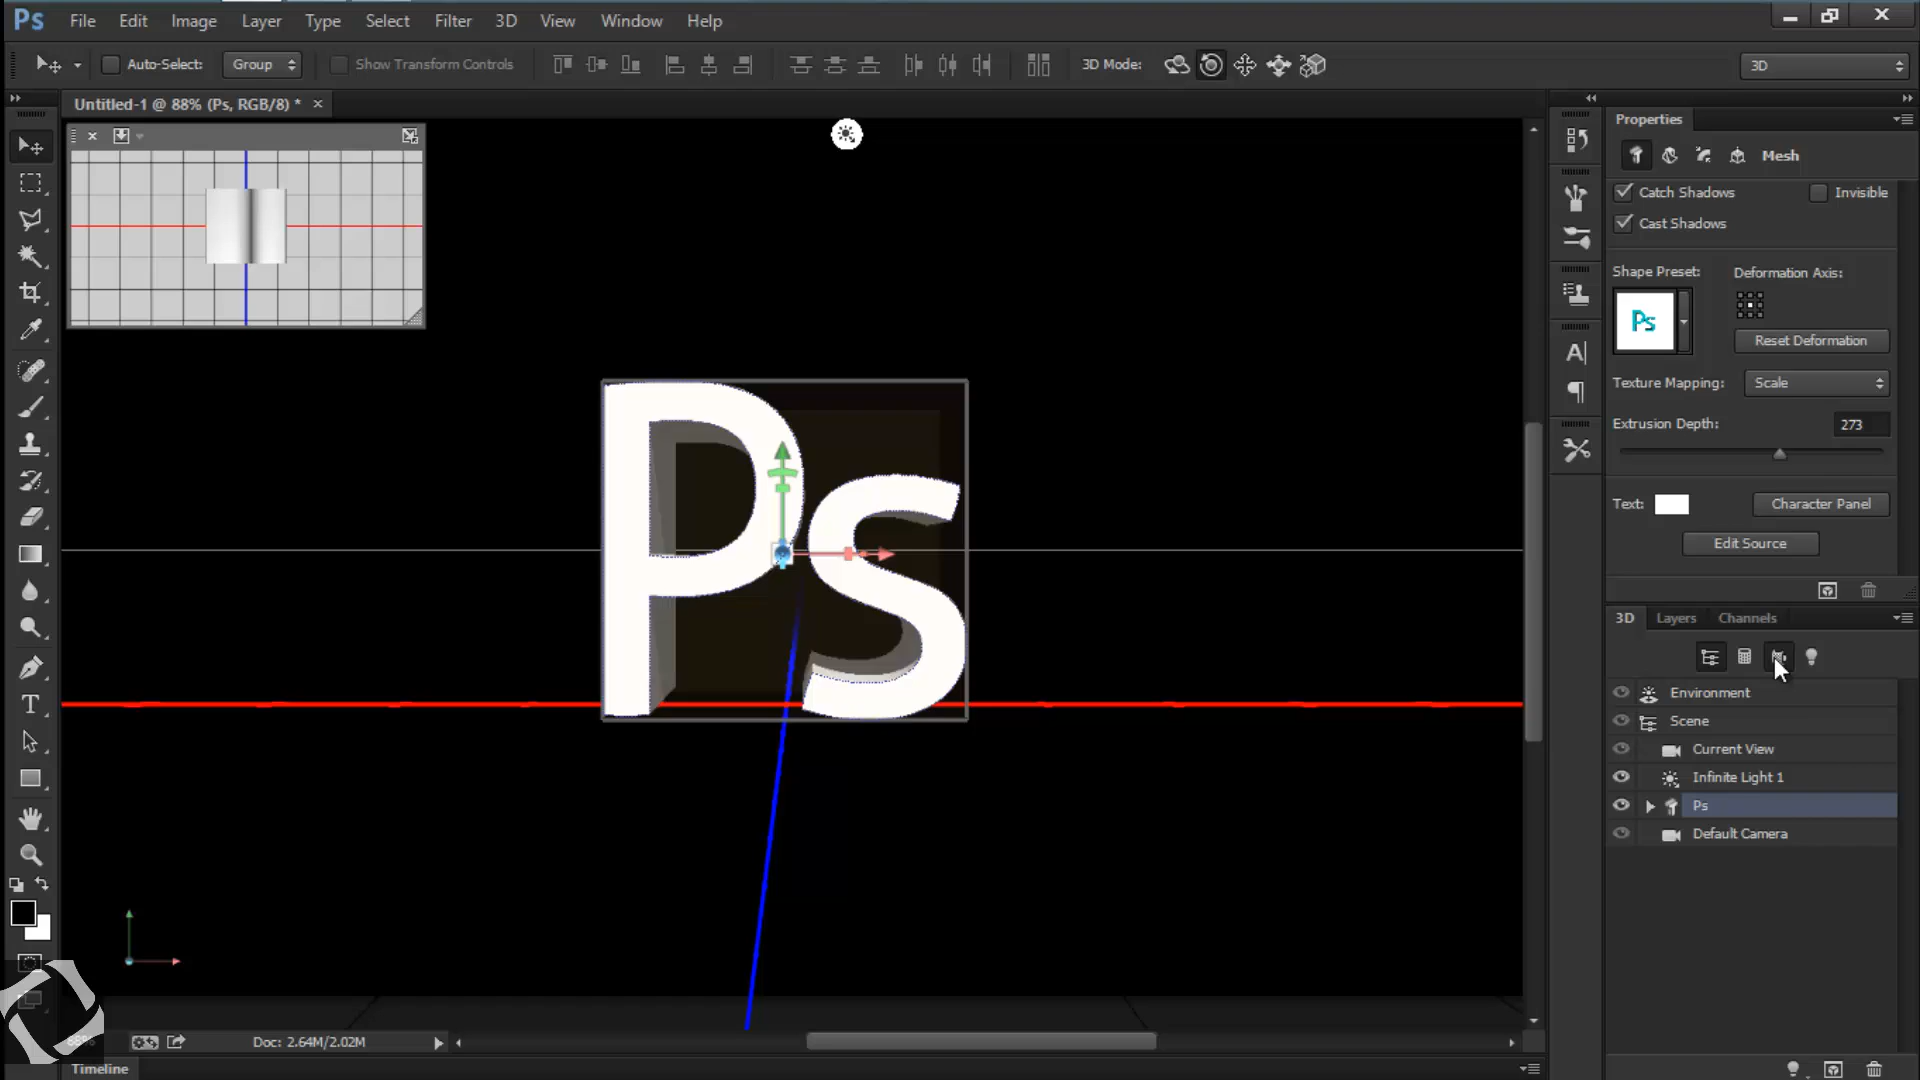 Ps File Edit Image Layer Type Select Filter 3D View Window Help
Auto-Select: Group Show Transform Controls 3D Mode: 3D
Untitled-1 @ 88% (Ps, RGB/8) *
Properties
Mesh
Catch Shadows Invisible
Cast Shadows
Shape Preset: Deformation Axis:
Ps
Reset Deformation
Texture Mapping: Scale
Extrusion Depth: 273
Text: Character Panel
Edit Source
Ps
3D Layers Channels
Environment
Scene
Current View
Infinite Light 1
Ps
Default Camera
Doc: 2.64M/2.02M
Timeline